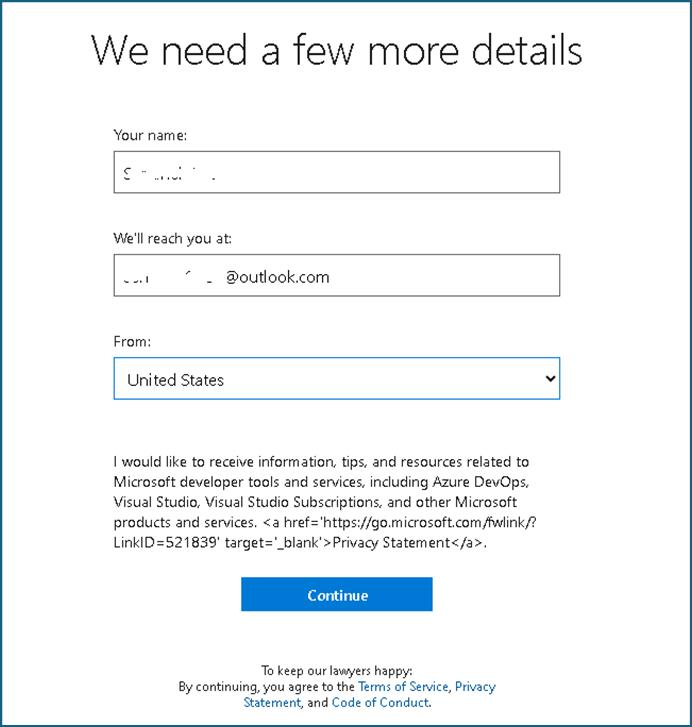 We need a few more details
Your name:
We'll reach you at:
@outlook.com
From:
United States
I would like to receive information, tips, and resources related to
Microsoft developer tools and services, including Azure DevOps,
Visual Studio, Visual Studio Subscriptions, and other Microsoft
products and services. <a href='https://go.microsoft.com/fwlink/?
LinkID=521839' target='_blank'>Privacy Statement</a>.
Continue
To keep our lawyers happy:
By continuing, you agree to the Terms of Service, Privacy
Statement, and Code of Conduct.